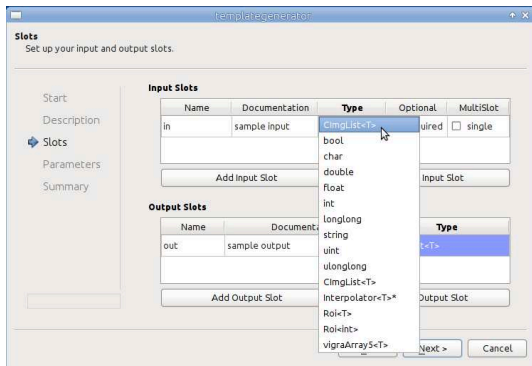 templategenerator
Slots
Set up your input and output slots.
Start
Description
Slots
Parameters
Summary
Input Slots
Name Documentation Type Optional MultiSlot
in sample input CImgList<T> uired single
Add Input Slot Input Slot
bool
char
double
float
int
longlong
string
uint
ulonglong
CImgList<T>
Interpolator<T>*
Roi<T>
Roi<int>
vigraArray5<T>
Output Slots
Name Documenta Type
out sample output t<T>
Add Output Slot Output Slot
Next > Cancel